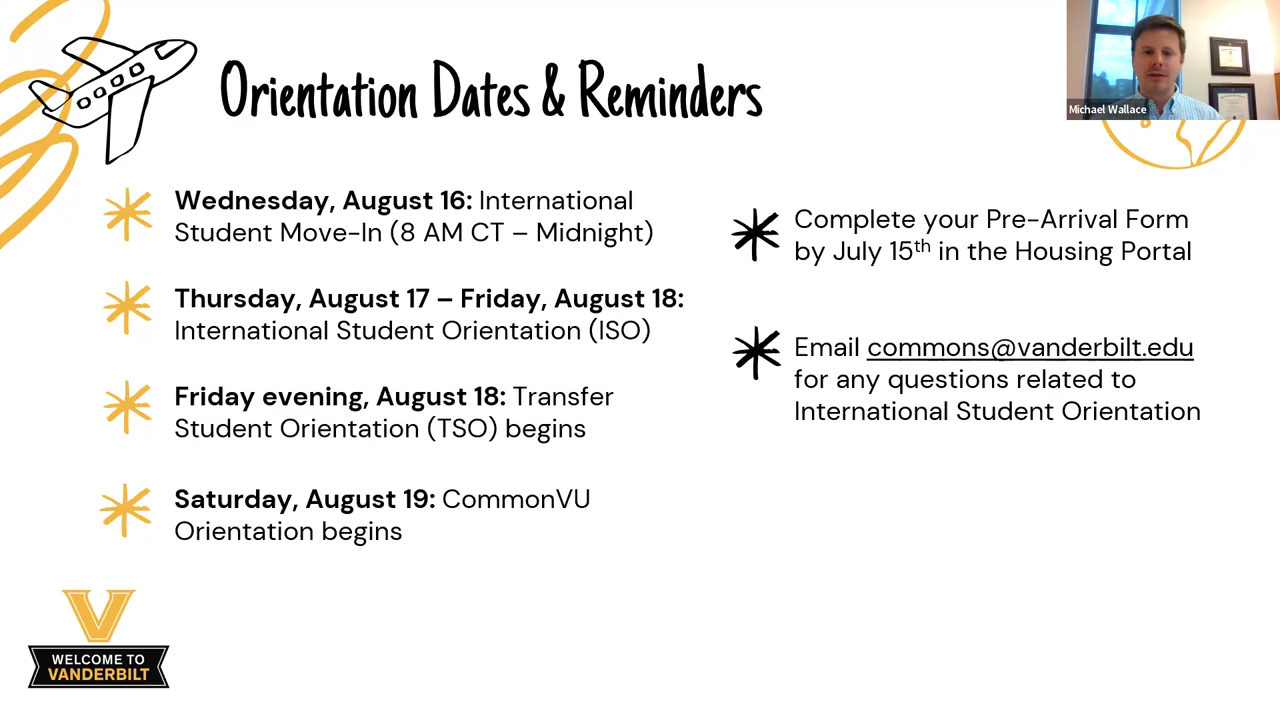 Orientation Dates & Reminders
Michael Wallace
Wednesday, August 16: International
Student Move-In (8 AM CT – Midnight)
Thursday, August 17 – Friday, August 18:
International Student Orientation (ISO)
Friday evening, August 18: Transfer
Student Orientation (TSO) begins
Saturday, August 19: CommonVU
Orientation begins
Complete your Pre-Arrival Form
by July 15th in the Housing Portal
Email commons@vanderbilt.edu
for any questions related to
International Student Orientation
V
WELCOME TO
VANDERBILT